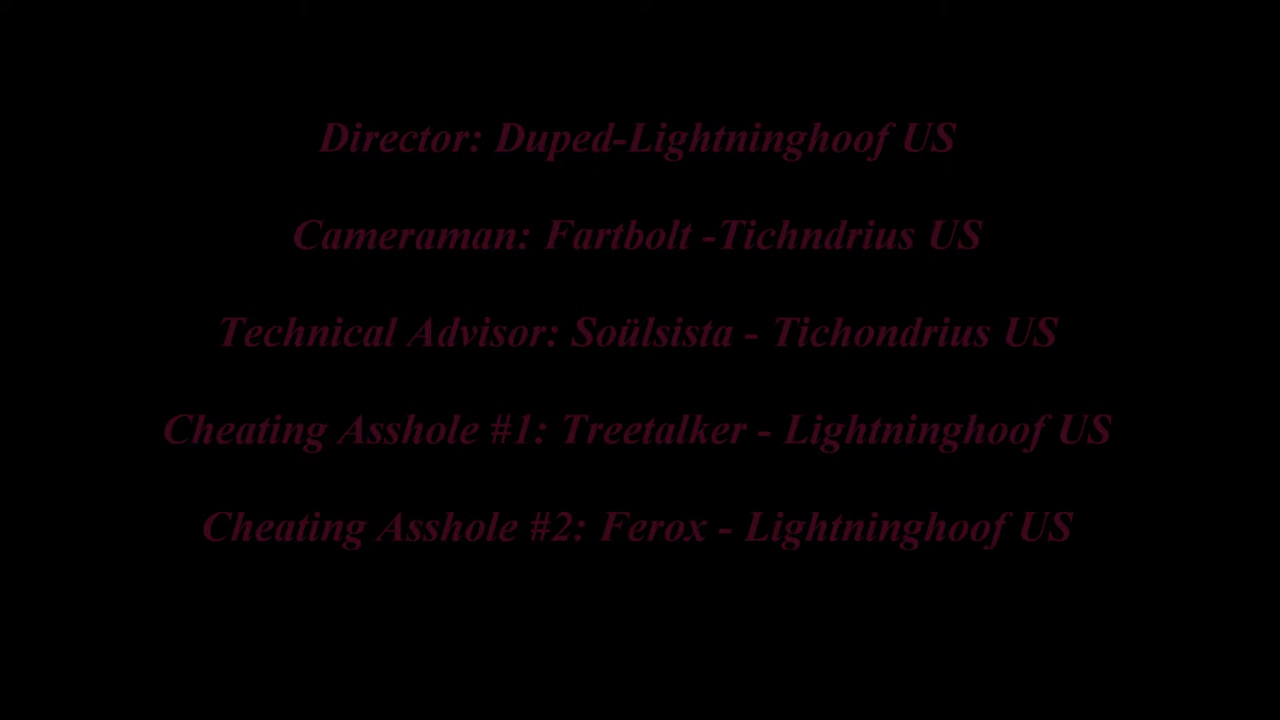 Director: Duped-Lightninghoof US
Cameraman: Fartbolt -Tichndrius US
Technical Advisor: Soülsista - Tichondrius US
Cheating Asshole #1: Treetalker - Lightninghoof US
Cheating Asshole #2: Ferox - Lightninghoof US